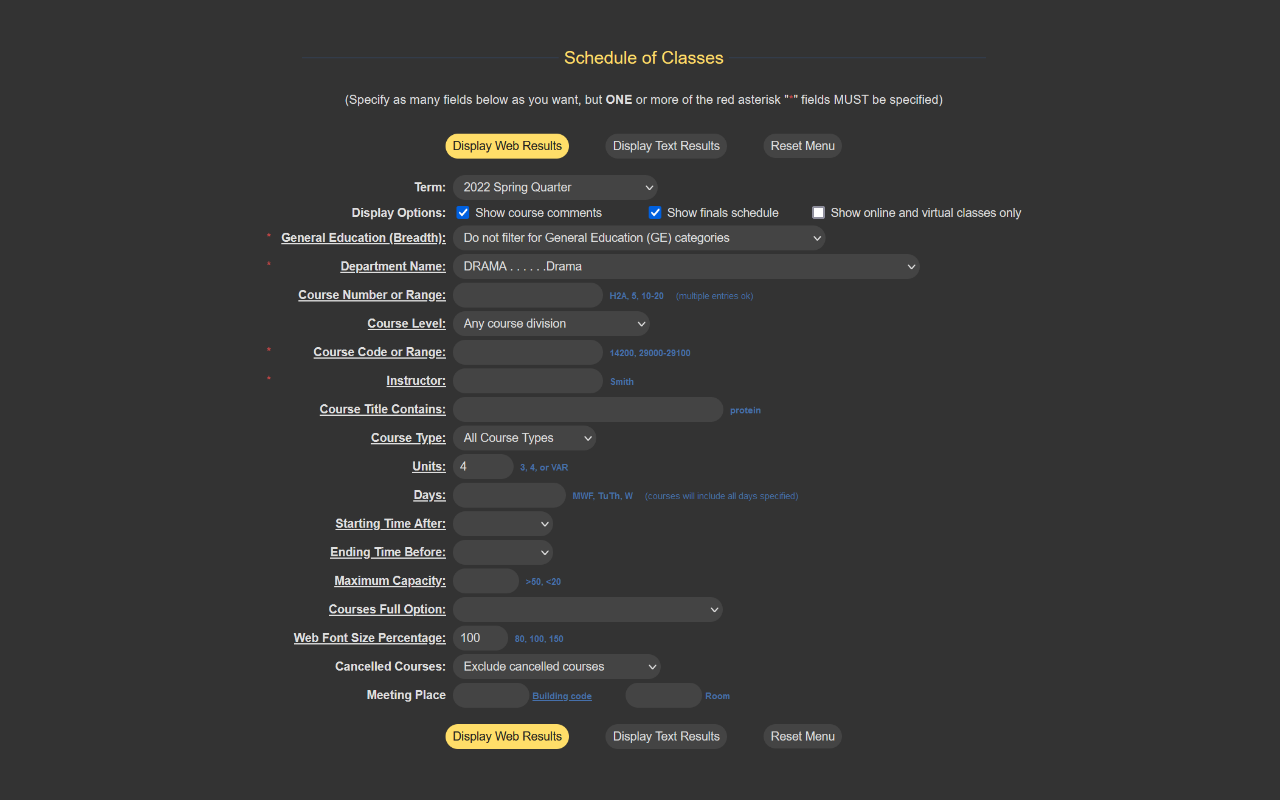 Schedule of Classes
(Specify as many fields below as you want, but ONE or more of the red asterisk "*" fields MUST be specified)
Display Web Results Display Text Results Reset Menu
Term: 2022 Spring Quarter
Display Options: Show course comments Show finals schedule Show online and virtual classes only
* General Education (Breadth): Do not filter for General Education (GE) categories
* Department Name: DRAMA . . . . . .Drama
Course Number or Range: H2A, 5, 10-20 (multiple entries ok)
Course Level: Any course division
* Course Code or Range: 14200, 29000-29100
* Instructor: Smith
Course Title Contains: protein
Course Type: All Course Types
Units: 4 3, 4, or VAR
Days: MWF, TuTh, W (courses will include all days specified)
Starting Time After:
Ending Time Before:
Maximum Capacity: >50, <20
Courses Full Option:
Web Font Size Percentage: 100 80, 100, 150
Cancelled Courses: Exclude cancelled courses
Meeting Place Building code Room
Display Web Results Display Text Results Reset Menu